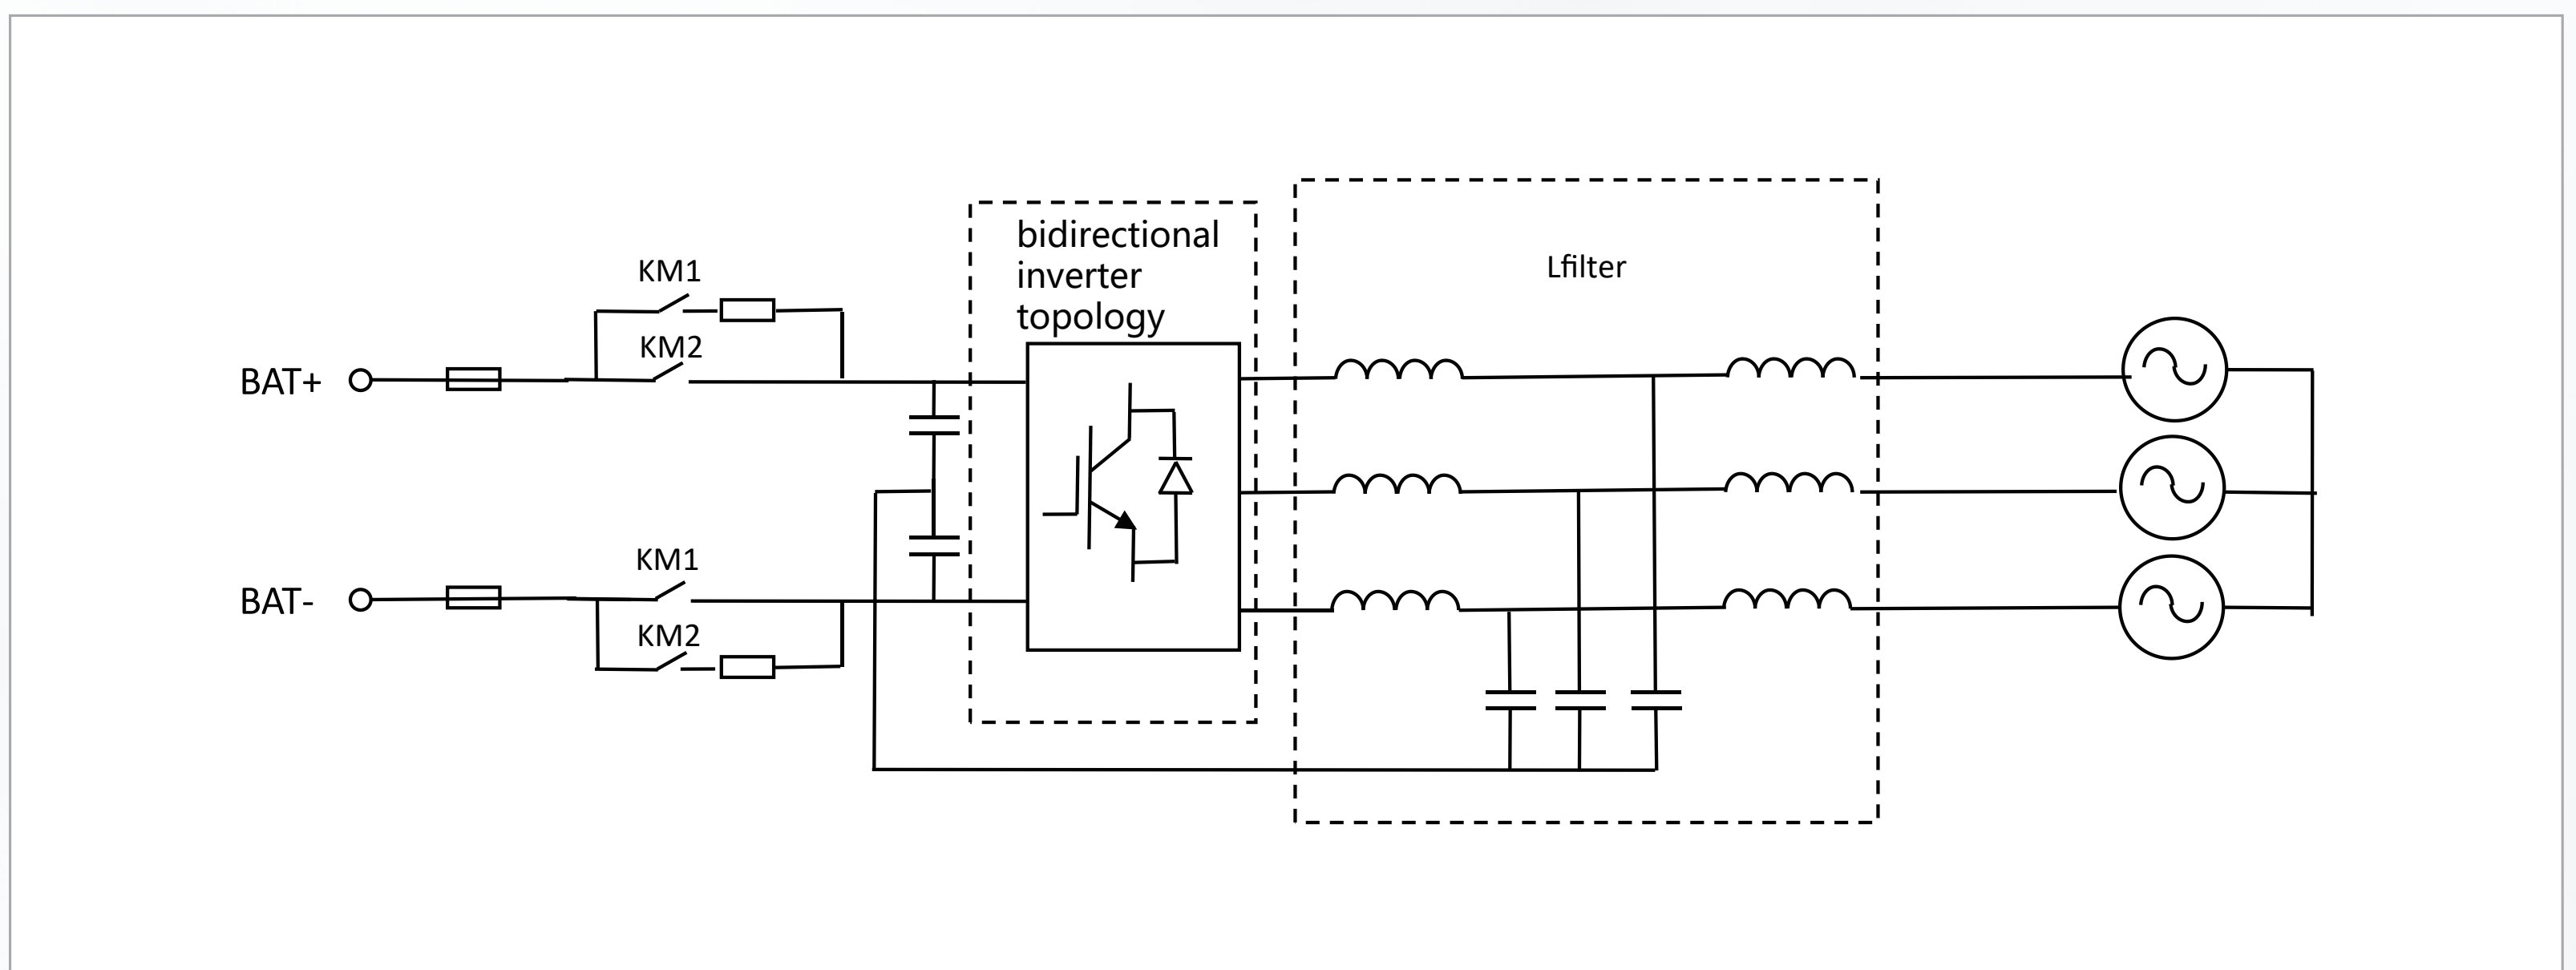 bidirectional
inverter
topology
Lfilter
KM1
KM2
BAT+
KM1
BAT-
KM2